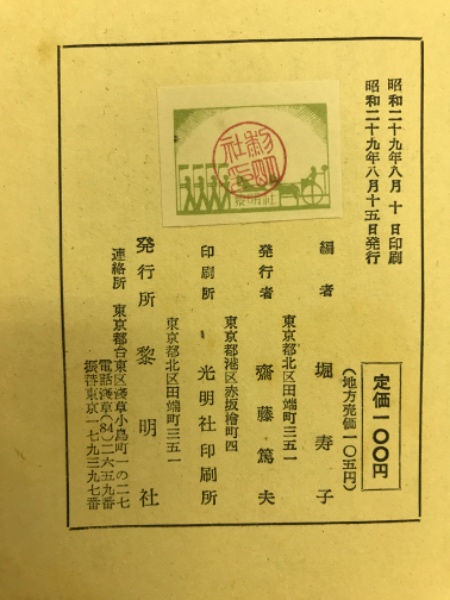 昭和二十九年八月 十 日印刷
昭和二十九年八月十五日発行
定価一〇〇円
(地方売価一〇五円)
編者 堀寿子
東京都北区田端町三五一
発行者 齋藤篤夫
東京都港区赤坂檜町四
印刷所 光明社印刷所
東京都北区田端町三五一
発行所 黎明社
連絡所 東京都台東区浅草小島町一の二七
電話浅草(84)二六五九番
振替東京一七九三九七番
黎明社